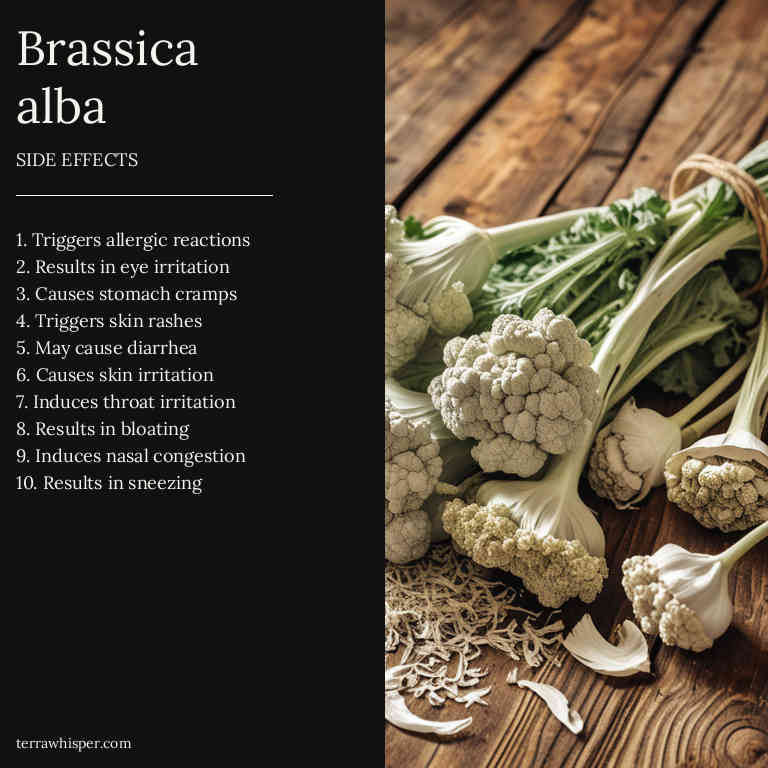 Brassica
alba
SIDE EFFECTS
1. Triggers allergic reactions
2. Results in eye irritation
3. Causes stomach cramps
4. Triggers skin rashes
5. May cause diarrhea
6. Causes skin irritation
7. Induces throat irritation
8. Results in bloating
9. Induces nasal congestion
10. Results in sneezing
terrawhisper.com